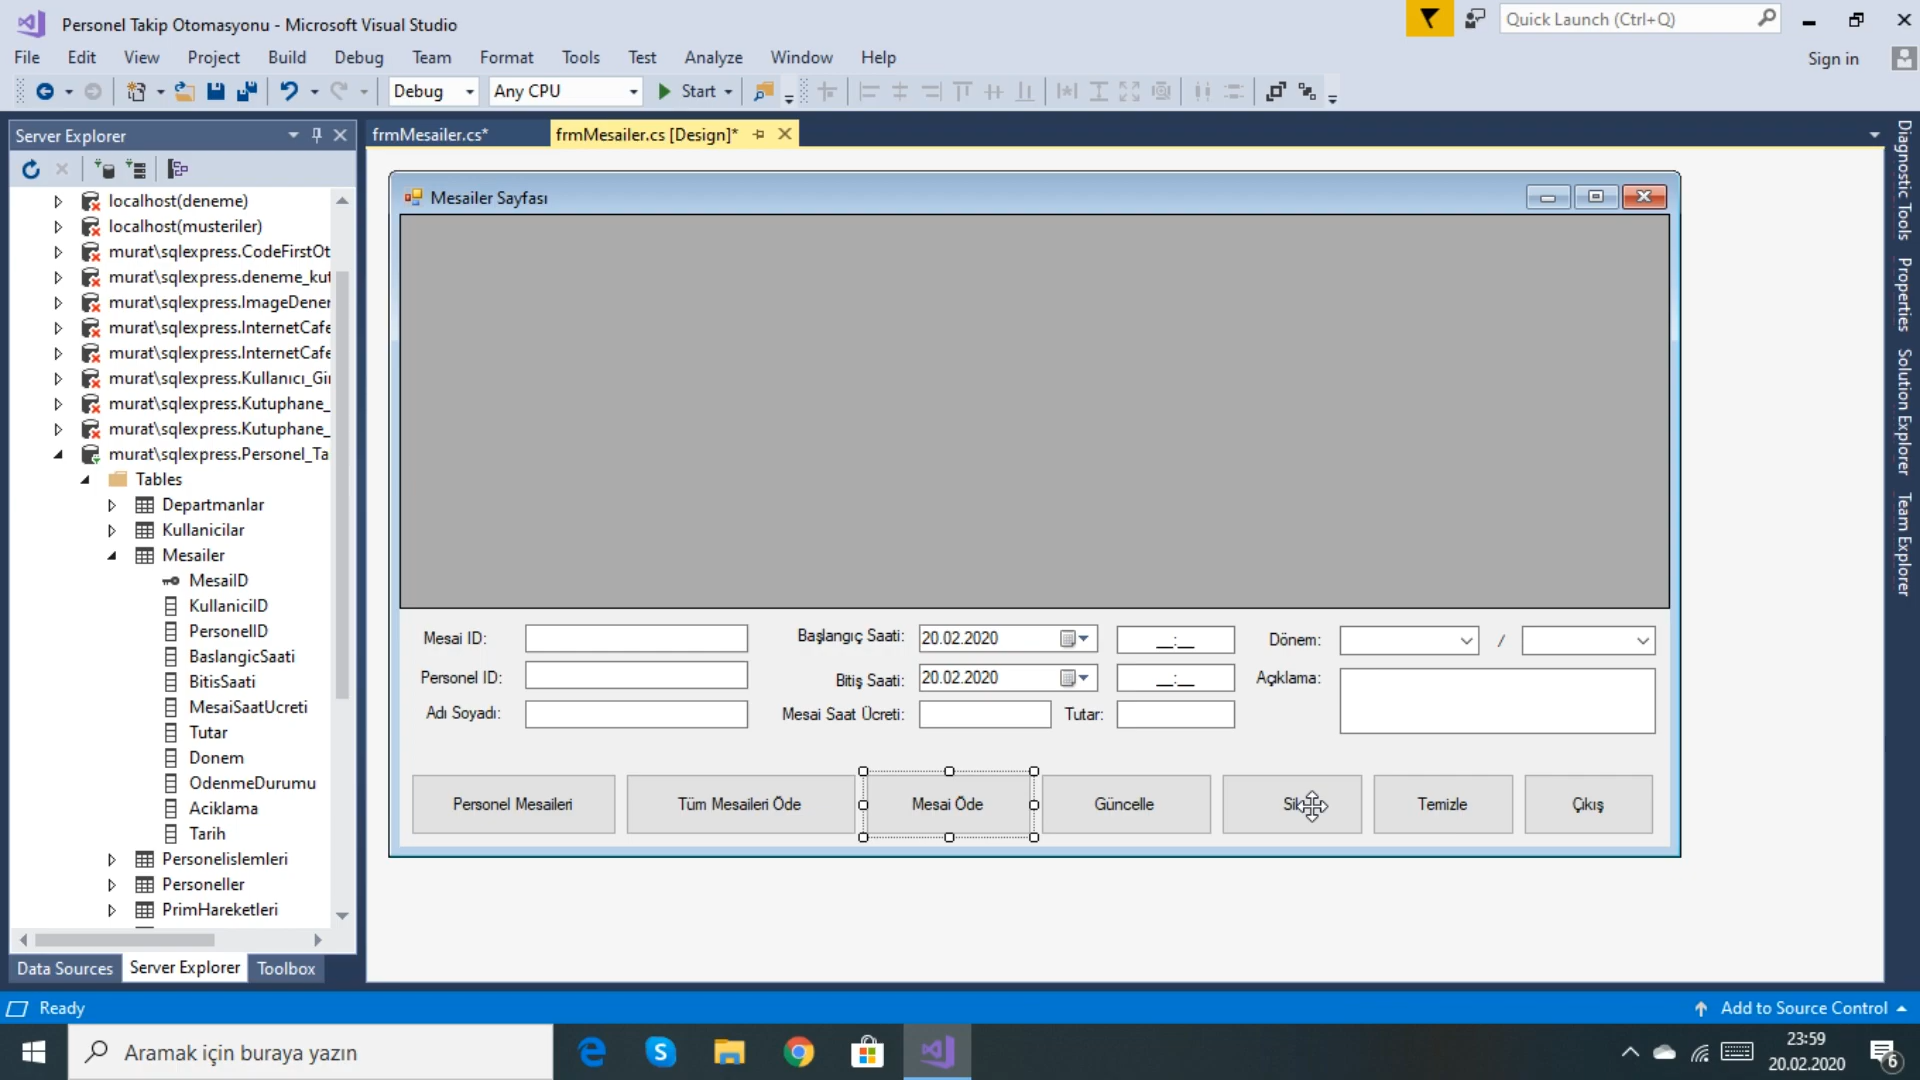 Personel Takip Otomasyonu - Microsoft Visual Studio
Quick Launch (Ctrl+Q)
File Edit View Project Build Debug Team Format Tools Test Analyze Window Help
Sign in
Debug Any CPU Start
Server Explorer
frmMesailer.cs*
frmMesailer.cs [Design]*
localhost(deneme)
localhost(musteriler)
murat\sqlexpress.CodeFirstOt
murat\sqlexpress.deneme_kut
murat\sqlexpress.ImageDener
murat\sqlexpress.InternetCafe
murat\sqlexpress.InternetCafe
murat\sqlexpress.Kullanıcı_Gir
murat\sqlexpress.Kutuphane_
murat\sqlexpress.Kutuphane_
murat\sqlexpress.Personel_Ta
Tables
Departmanlar
Kullanicilar
Mesailer
MesaiID
KullaniciID
PersonelID
BaslangicSaati
BitisSaati
MesaiSaatUcreti
Tutar
Donem
OdenmeDurumu
Aciklama
Tarih
Personelislemleri
Personeller
PrimHareketleri
Data Sources Server Explorer Toolbox
Mesailer Sayfası
Mesai ID: Başlangıç Saati: 20.02.2020 __:__ Dönem: /
Personel ID: Bitiş Saati: 20.02.2020 __:__ Açıklama:
Adı Soyadı: Mesai Saat Ücreti: Tutar:
Personel Mesaileri Tüm Mesaileri Öde Mesai Öde Güncelle Temizle Çıkış
Diagnostic Tools
Properties
Solution Explorer
Team Explorer
Ready
Add to Source Control
Aramak için buraya yazın
23:59
20.02.2020
6